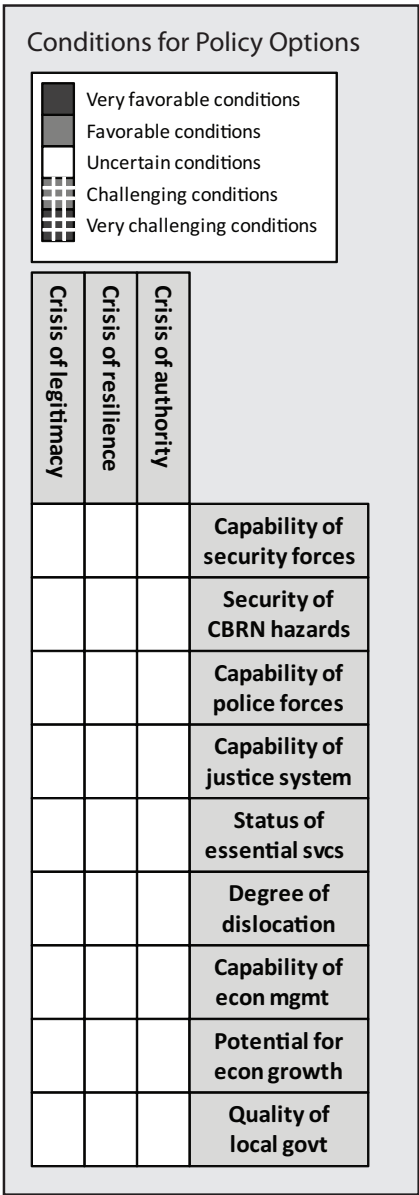 Conditions for Policy Options
Very favorable conditions
Favorable conditions
Uncertain conditions
Challenging conditions
Very challenging conditions
Crisis of legitimacy
Crisis of resilience
Crisis of authority
Capability of
security forces
Security of
CBRN hazards
Capability of
police forces
Capability of
justice system
Status of
essential svcs
Degree of
dislocation
Capability of
econ mgmt
Potential for
econ growth
Quality of
local govt